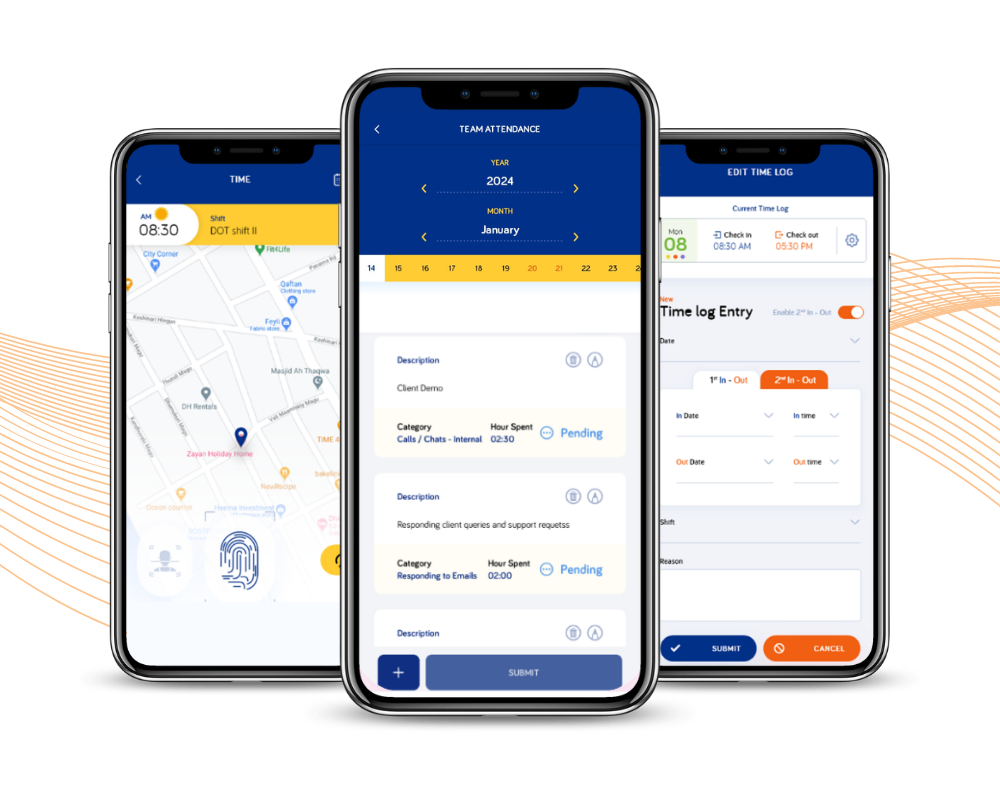 TIME
AM
08:30
Shift
DOT shift II
City Corner
Fit4Life
Panama Rd
Qaftan
Clothing store
Feyli
Fabric store
Masjid Ah Thaqwa
DH Rentals
Zayan Holiday Home
TIME 4
NewRecipe
Ocean counter
TEAM ATTENDANCE
YEAR
2024
MONTH
January
14 15 16 17 18 19 20 21 22 23
Description
Client Demo
Category
Calls / Chats - Internal
Hour Spent
02:30
Pending
Description
Responding client queries and support requetss
Category
Responding to Emails
Hour Spent
02:00
Pending
Description
+
SUBMIT
EDIT TIME LOG
Current Time Log
Mon
08
Check in
08:30 AM
Check out
05:30 PM
New
Time log Entry
Enable 2nd In - Out
Date
1st In - Out
2nd In - Out
In Date
In time
Out Date
Out time
Shift
Reason
SUBMIT
CANCEL